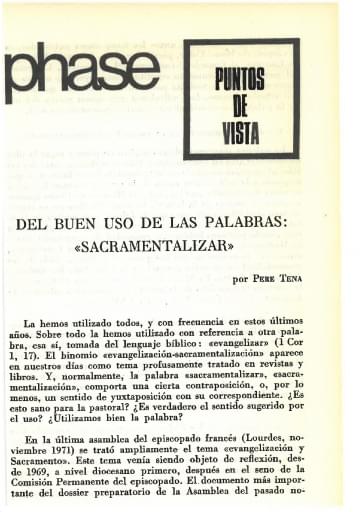 phase
PUNTOS
DE
VISTA
DEL BUEN USO DE LAS PALABRAS:
«SACRAMENTALIZAR»
por Pere Tena
La hemos utilizado todos, y con frecuencia en estos últimos
años. Sobre todo la hemos utilizado con referencia a otra pala-
bra, esa sí, tomada del lenguaje bíblico: «evangelizar» (1 Cor
1, 17). El binomio «evangelización-sacramentalización» aparece
en nuestros días como tema profusamente tratado en revistas y
libros. Y, normalmente, la palabra «sacramentalizar», «sacra-
mentalización», comporta una cierta contraposición, o, por lo
menos, un sentido de yuxtaposición con su correspondiente. ¿Es
esto sano para la pastoral? ¿Es verdadero el sentido sugerido por
el uso? ¿Utilizamos bien la palabra?
En la última asamblea del episcopado francés (Lourdes, no-
viembre 1971) se trató ampliamente el tema «evangelización y
Sacramento». Este tema venía siendo objeto de reflexión, des-
de 1969, a nivel diocesano primero, después en el seno de la
Comisión Permanente del episcopado. El documento más impor-
tante del dossier preparatorio de la Asamblea del pasado no-